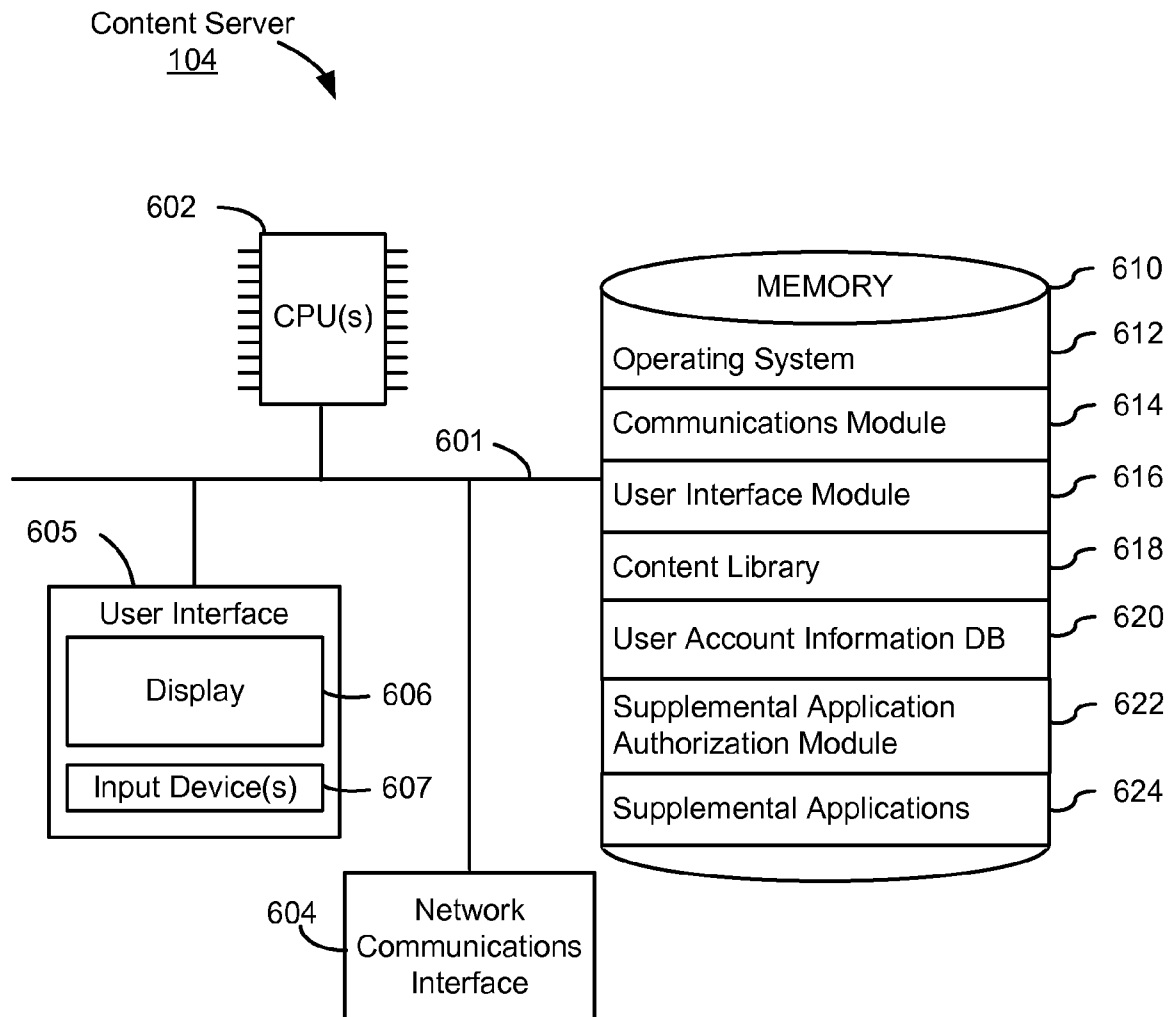 Content Server
104
602
CPU(s)
MEMORY
610
Operating System
612
Communications Module
614
601
User Interface Module
616
Content Library
618
User Account Information DB
620
Supplemental Application
Authorization Module
622
Supplemental Applications
624
605
User Interface
Display
606
Input Device(s)
607
604
Network
Communications
Interface